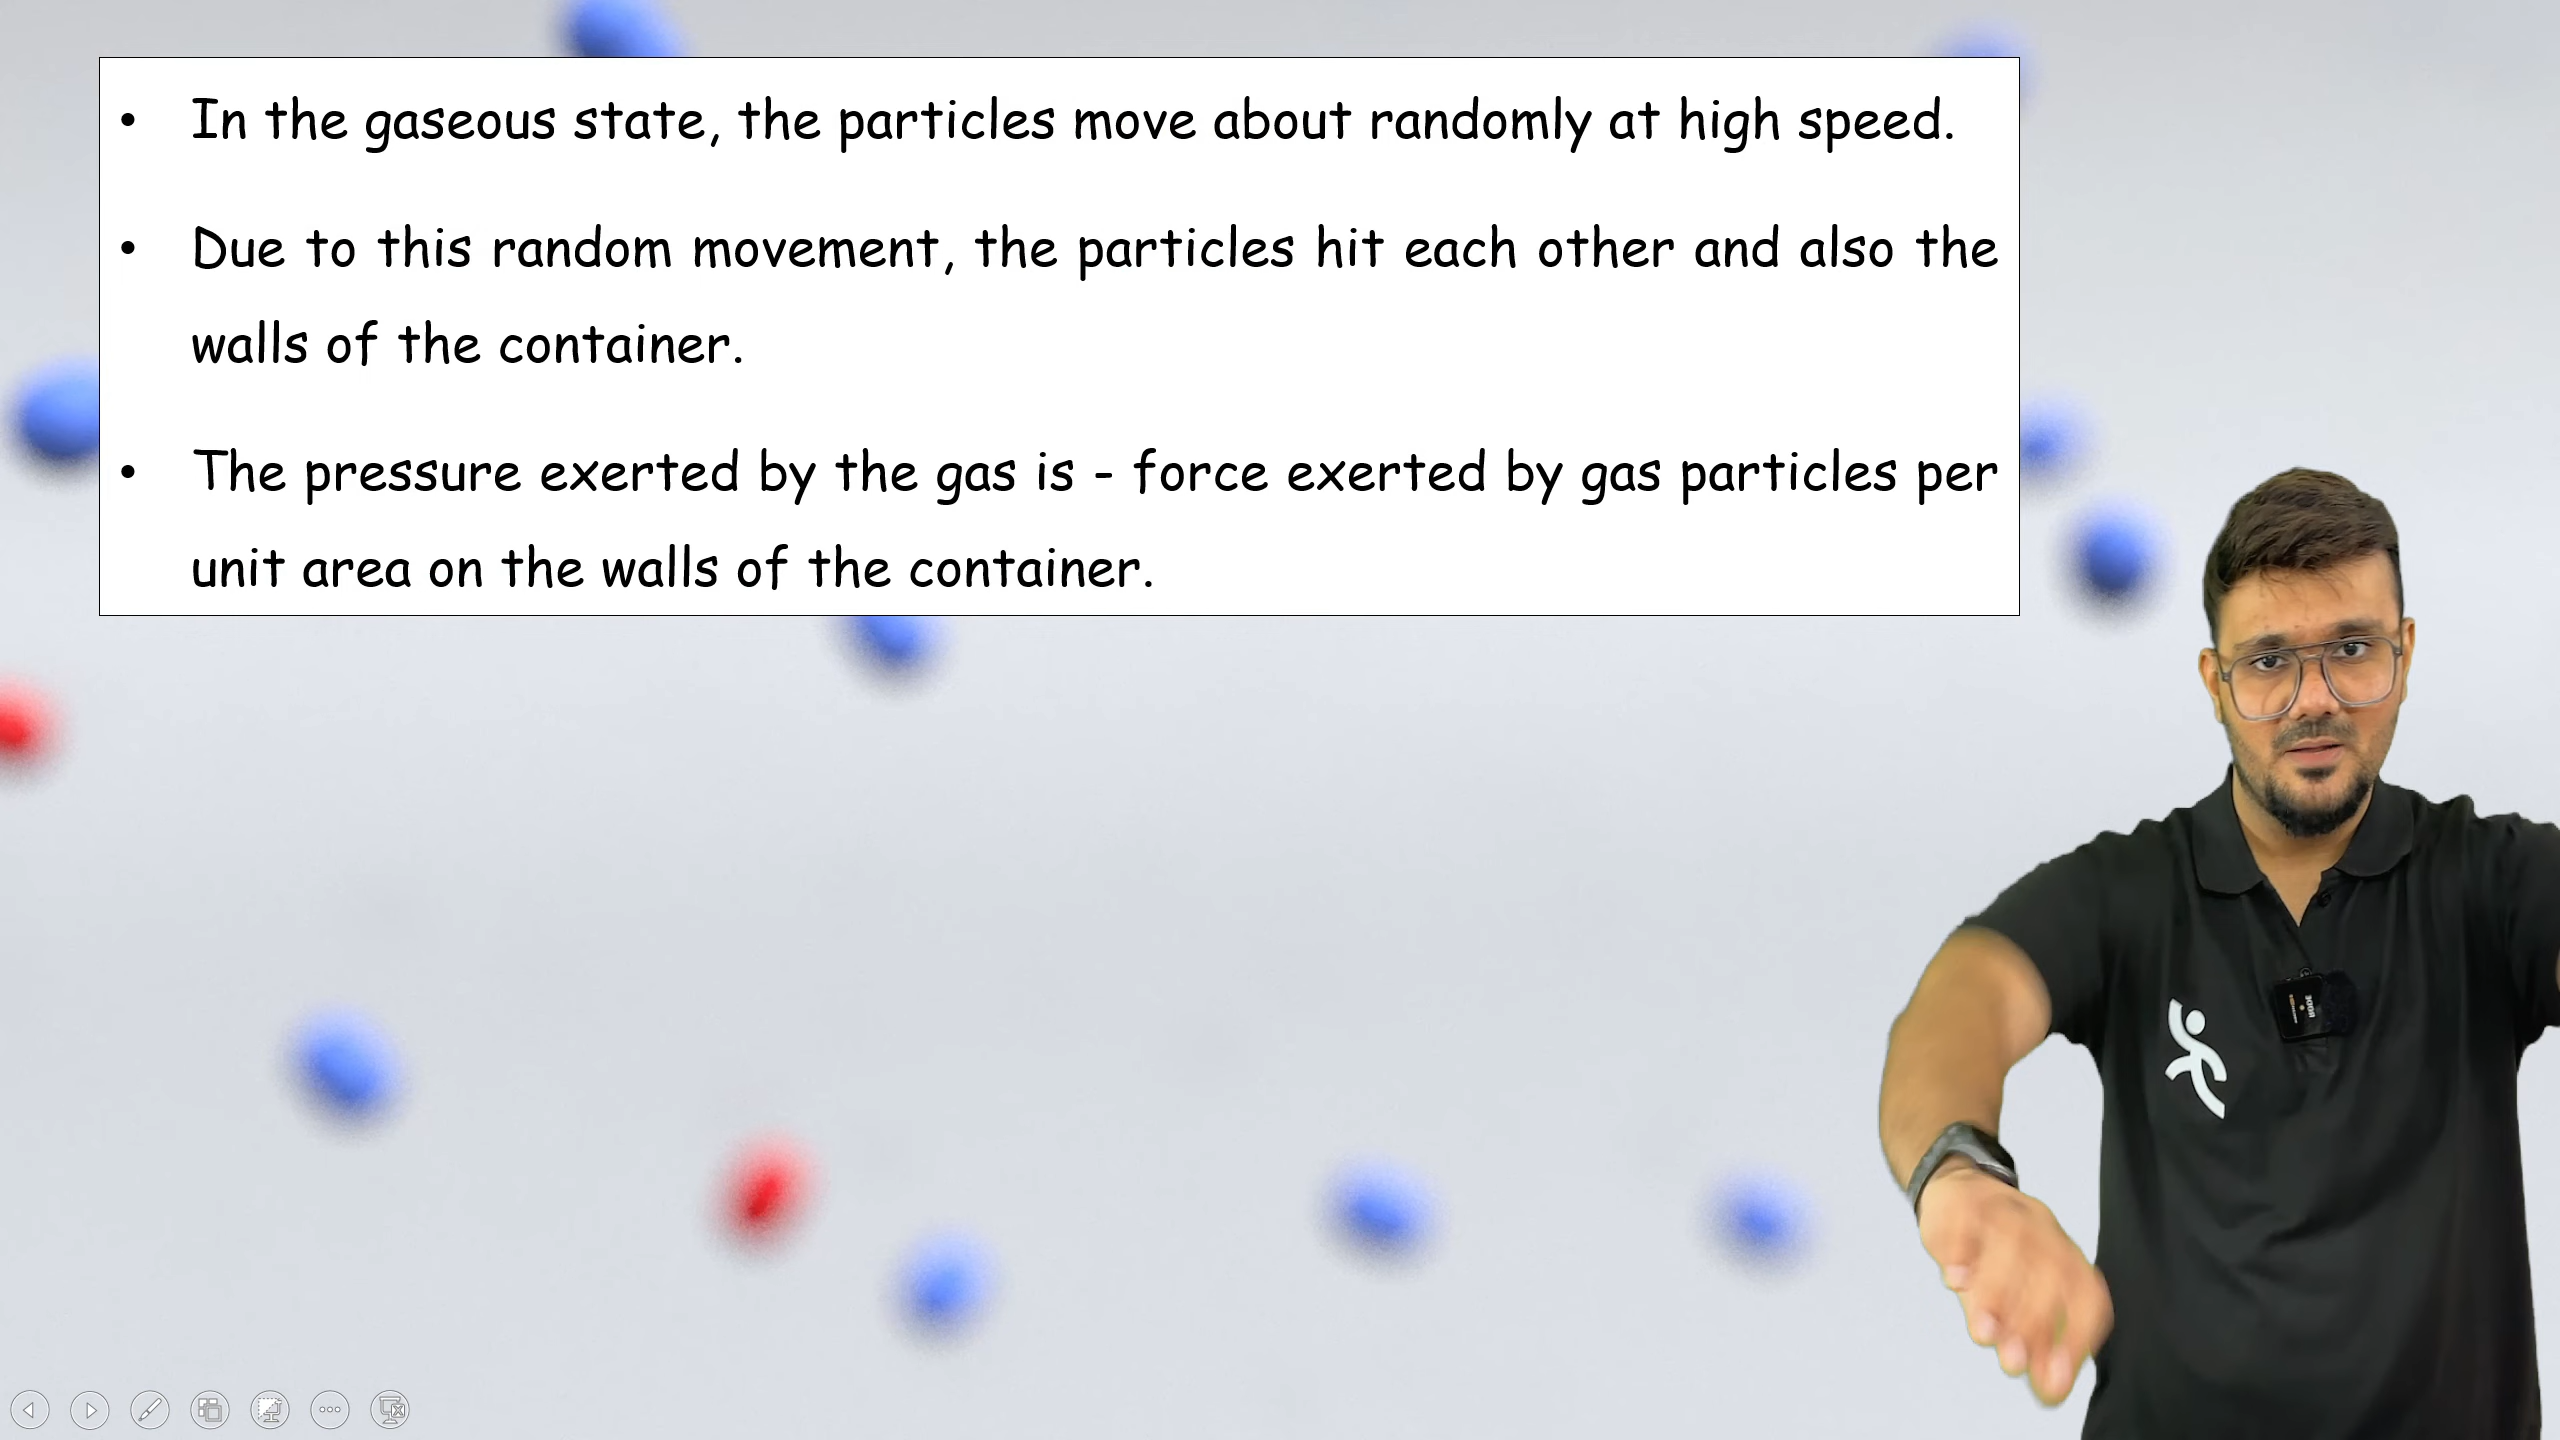 • In the gaseous state, the particles move about randomly at high speed.
• Due to this random movement, the particles hit each other and also the
walls of the container.
• The pressure exerted by the gas is - force exerted by gas particles per
unit area on the walls of the container.